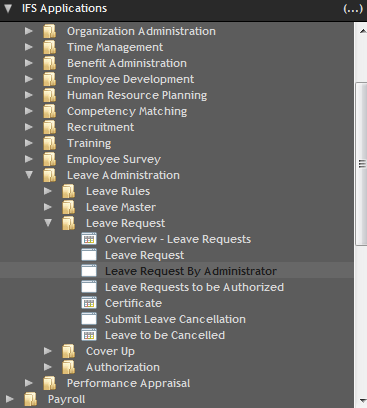 IFS Applications (...)
Organization Administration
Time Management
Benefit Administration
Employee Development
Human Resource Planning
Competency Matching
Recruitment
Training
Employee Survey
Leave Administration
Leave Rules
Leave Master
Leave Request
Overview - Leave Requests
Leave Request
Leave Request By Administrator
Leave Requests to be Authorized
Certificate
Submit Leave Cancellation
Leave to be Cancelled
Cover Up
Authorization
Performance Appraisal
Payroll